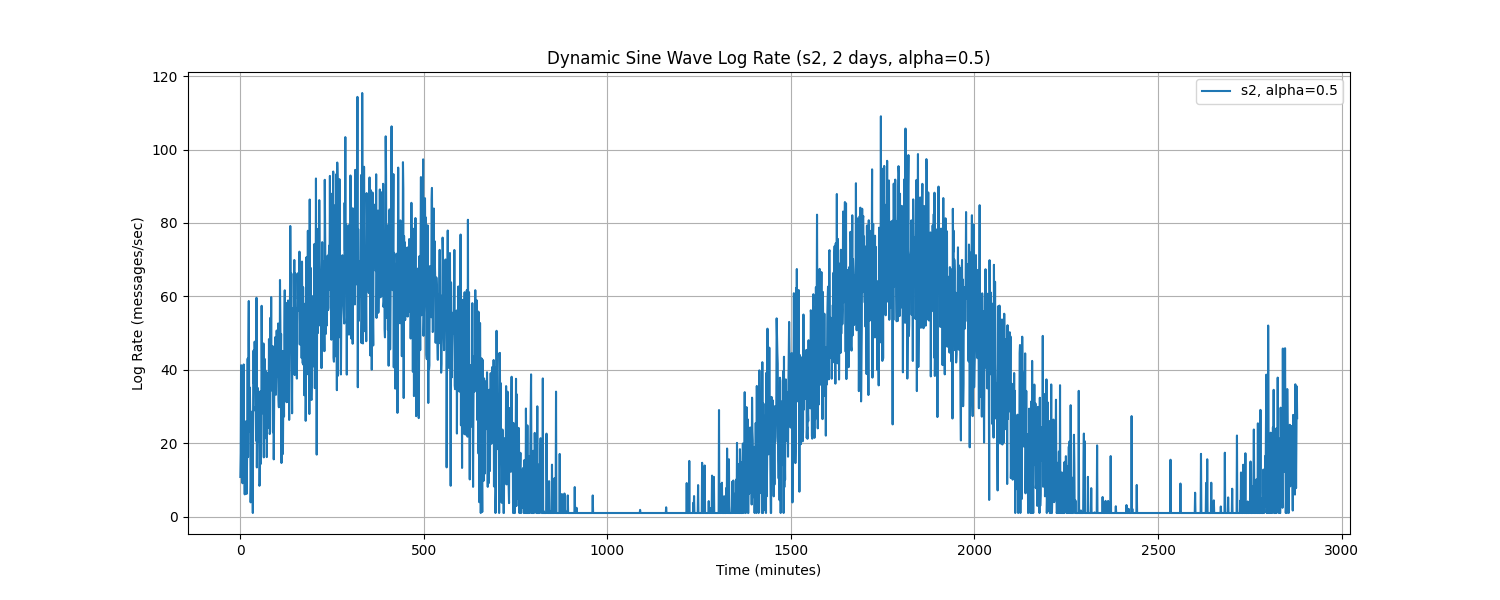 Dynamic Sine Wave Log Rate (s2, 2 days, alpha=0.5)
s2, alpha=0.5
Log Rate (messages/sec)
120
100
80
60
40
20
0
0 500 1000 1500 2000 2500 3000
Time (minutes)